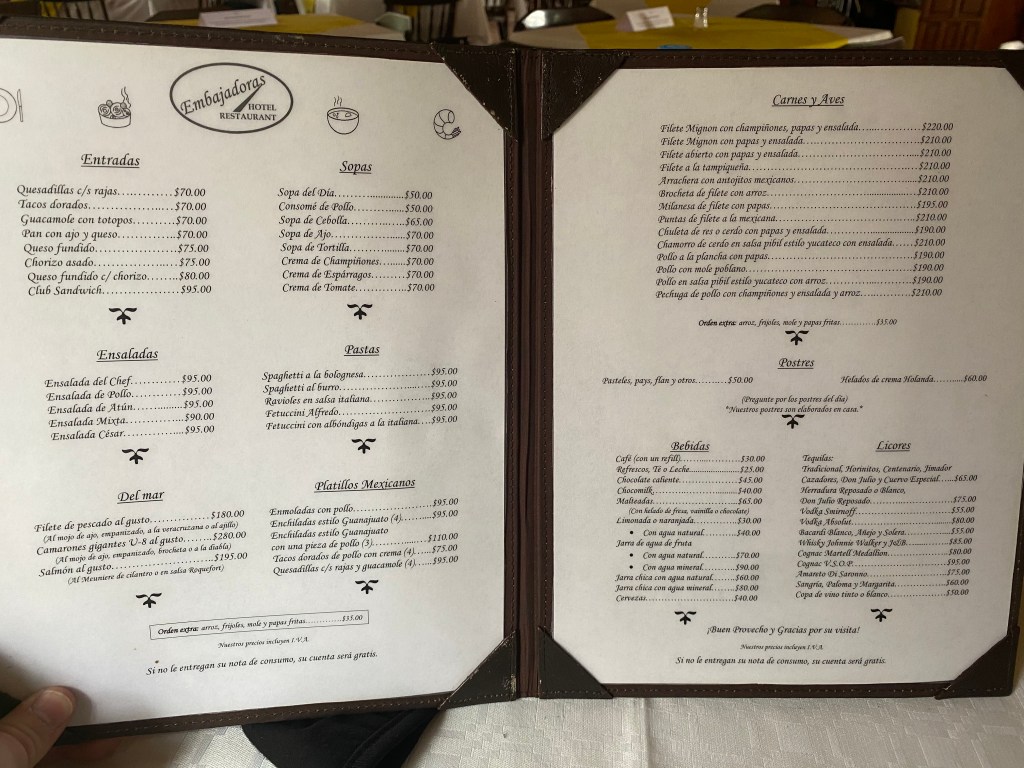 Embajadoras
HOTEL
RESTAURANT
Entradas
Quesadillas c/s rajas.............$70.00
Tacos dorados.............$70.00
Guacamole con totopos.......$70.00
Pan con ajo y queso.........$70.00
Queso fundido.............$75.00
Chorizo asado.............$75.00
Queso fundido c/ chorizo.......$80.00
Club Sandwich.............$95.00
Sopas
Sopa del Día.............$50.00
Consomé de Pollo.............$50.00
Sopa de Cebolla.............$65.00
Sopa de Ajo.............$70.00
Sopa de Tortilla.............$70.00
Crema de Champiñones.......$70.00
Crema de Espárragos.........$70.00
Crema de Tomate.............$70.00
Ensaladas
Ensalada del Chef.............$95.00
Ensalada de Pollo.............$95.00
Ensalada de Atún.............$95.00
Ensalada Mixta.............$90.00
Ensalada César.............$95.00
Pastas
Spaghetti a la bolognesa.............$95.00
Spaghetti al burro.............$95.00
Ravioles en salsa italiana.............$95.00
Fetuccini Alfredo.............$95.00
Fetuccini con albóndigas a la italiana....$95.00
Del mar
Filete de pescado al gusto.............$180.00
(Al mojo de ajo, empanizado, a la veracruzana o al ajillo)
Camarones gigantes U-8 al gusto.........$280.00
(Al mojo de ajo, empanizado, brocheta o a la diabla)
Salmón al gusto.............$195.00
(Al Meuniere de cilantro o en salsa Roquefort)
Platillos Mexicanos
Enmoladas con pollo.............$95.00
Enchiladas estilo Guanajuato (4).........$95.00
Enchiladas estilo Guanajuato
con una pieza de pollo (3).............$110.00
Tacos dorados de pollo con crema (4)....$75.00
Quesadillas c/s rajas y guacamole (4)....$95.00
Orden extra: arroz, frijoles, mole y papas fritas.............$35.00
Nuestros precios incluyen I.V.A.
Si no le entregan su nota de consumo, su cuenta será gratis.
Carnes y Aves
Filete Mignon con champiñones, papas y ensalada.............$220.00
Filete Mignon con papas y ensalada.............$210.00
Filete abierto con papas y ensalada.............$210.00
Filete a la tampiqueña.............$210.00
Arrachera con antojitos mexicanos.............$210.00
Brocheta de filete con arroz.............$210.00
Milanesa de filete con papas.............$195.00
Puntas de filete a la mexicana.............$210.00
Chuleta de res o cerdo con papas y ensalada.............$190.00
Chamorro de cerdo en salsa pibil estilo yucateco con ensalada......$210.00
Pollo a la plancha con papas.............$190.00
Pollo con mole poblano.............$190.00
Pollo en salsa pibil estilo yucateco con arroz.............$190.00
Pechuga de pollo con champiñones y ensalada y arroz.............$210.00
Orden extra: arroz, frijoles, mole y papas fritas.............$35.00
Postres
Pasteles, pays, flan y otros..........$50.00
Helados de crema Holanda..........$60.00
(Pregunte por los postres del día)
*Nuestros postres son elaborados en casa.*
Bebidas
Café (con un refill).............$30.00
Refrescos, Té o Leche.............$25.00
Chocolate caliente.............$45.00
Chocomilk.............$40.00
Malteadas.............$65.00
(Con helado de fresa, vainilla o chocolate)
Limonada o naranjada.............$30.00
• Con agua natural.............$40.00
Jarra de agua de fruta
• Con agua natural.............$70.00
• Con agua mineral.............$90.00
Jarra chica con agua natural.........$60.00
Jarra chica con agua mineral.........$80.00
Cervezas.............$40.00
Licores
Tequilas:
Tradicional, Horinitos, Centenario, Jimador
Cazadores, Don Julio y Cuervo Especial....$65.00
Herradura Reposado o Blanco,
Don Julio Reposado.............$75.00
Vodka Smirnoff.............$55.00
Vodka Absolut.............$80.00
Bacardi Blanco, Añejo y Solera.............$55.00
Whisky Johnnie Walker y J&B.............$85.00
Cognac Martell Medallion.............$80.00
Cognac V.S.O.P.............$95.00
Amareto Di Saronno.............$75.00
Sangría, Paloma y Margarita.............$60.00
Copa de vino tinto o blanco.............$50.00
¡Buen Provecho y Gracias por su visita!
Nuestros precios incluyen I.V.A.
Si no le entregan su nota de consumo, su cuenta será gratis.